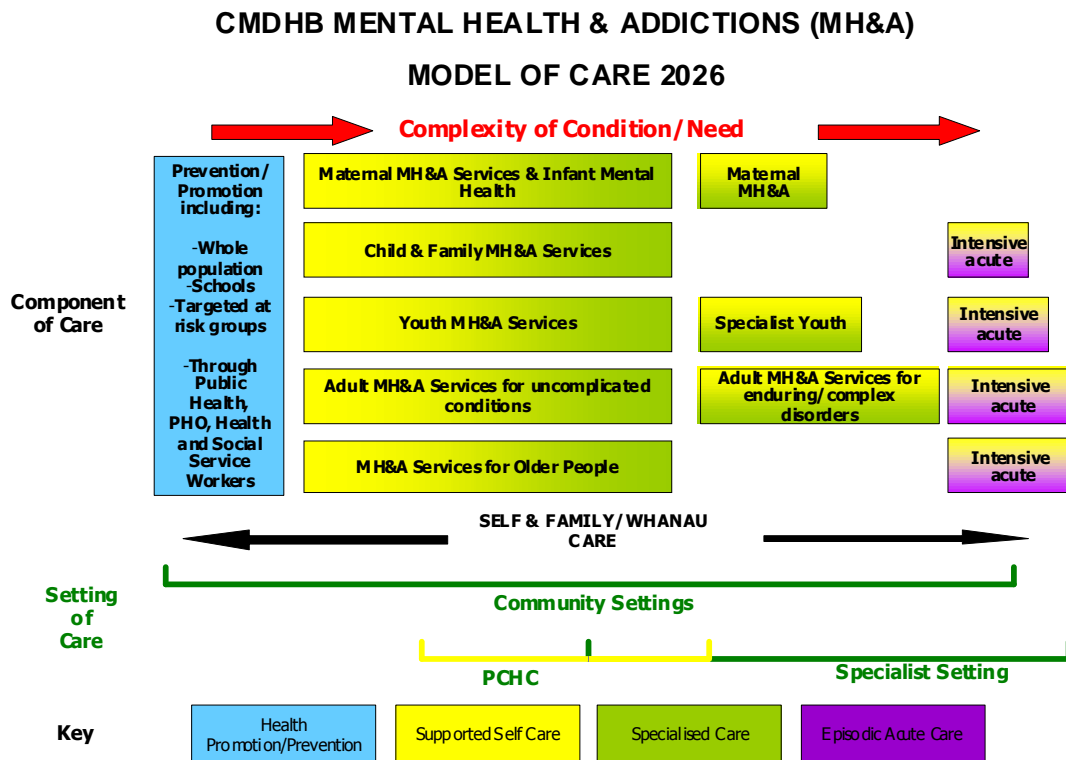 CMDHB MENTAL HEALTH & ADDICTIONS (MH&A)
MODEL OF CARE 2026
Complexity of Condition/Need
Component
of Care
Prevention/
Promotion
including:
-Whole
population
-Schools
-Targeted at
risk groups
-Through
Public
Health,
PHO, Health
and Social
Service
Workers
Maternal MH&A Services & Infant Mental
Health
Maternal
MH&A
Child & Family MH&A Services
Intensive
acute
Youth MH&A Services
Specialist Youth
Intensive
acute
Adult MH&A Services for uncomplicated
conditions
Adult MH&A Services for
enduring/complex
disorders
Intensive
acute
MH&A Services for Older People
Intensive
acute
SELF & FAMILY/WHANAU
CARE
Setting
of
Care
Community Settings
PCHC
Specialist Setting
Key
Health
Promotion/Prevention
Supported Self Care
Specialised Care
Episodic Acute Care